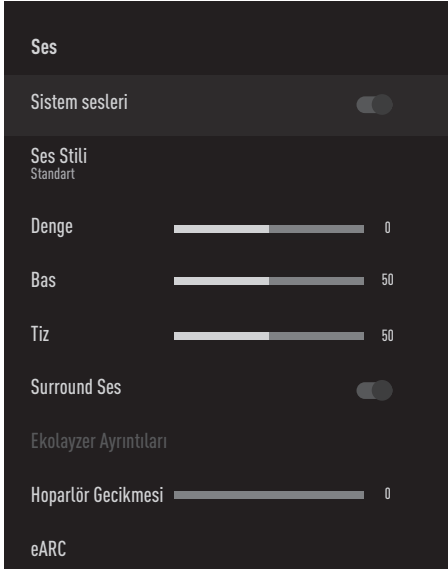 Ses
Sistem sesleri
Ses Stili
Standart
Denge 0
Bas 50
Tiz 50
Surround Ses
Ekolayzer Ayrıntıları
Hoparlör Gecikmesi 0
eARC